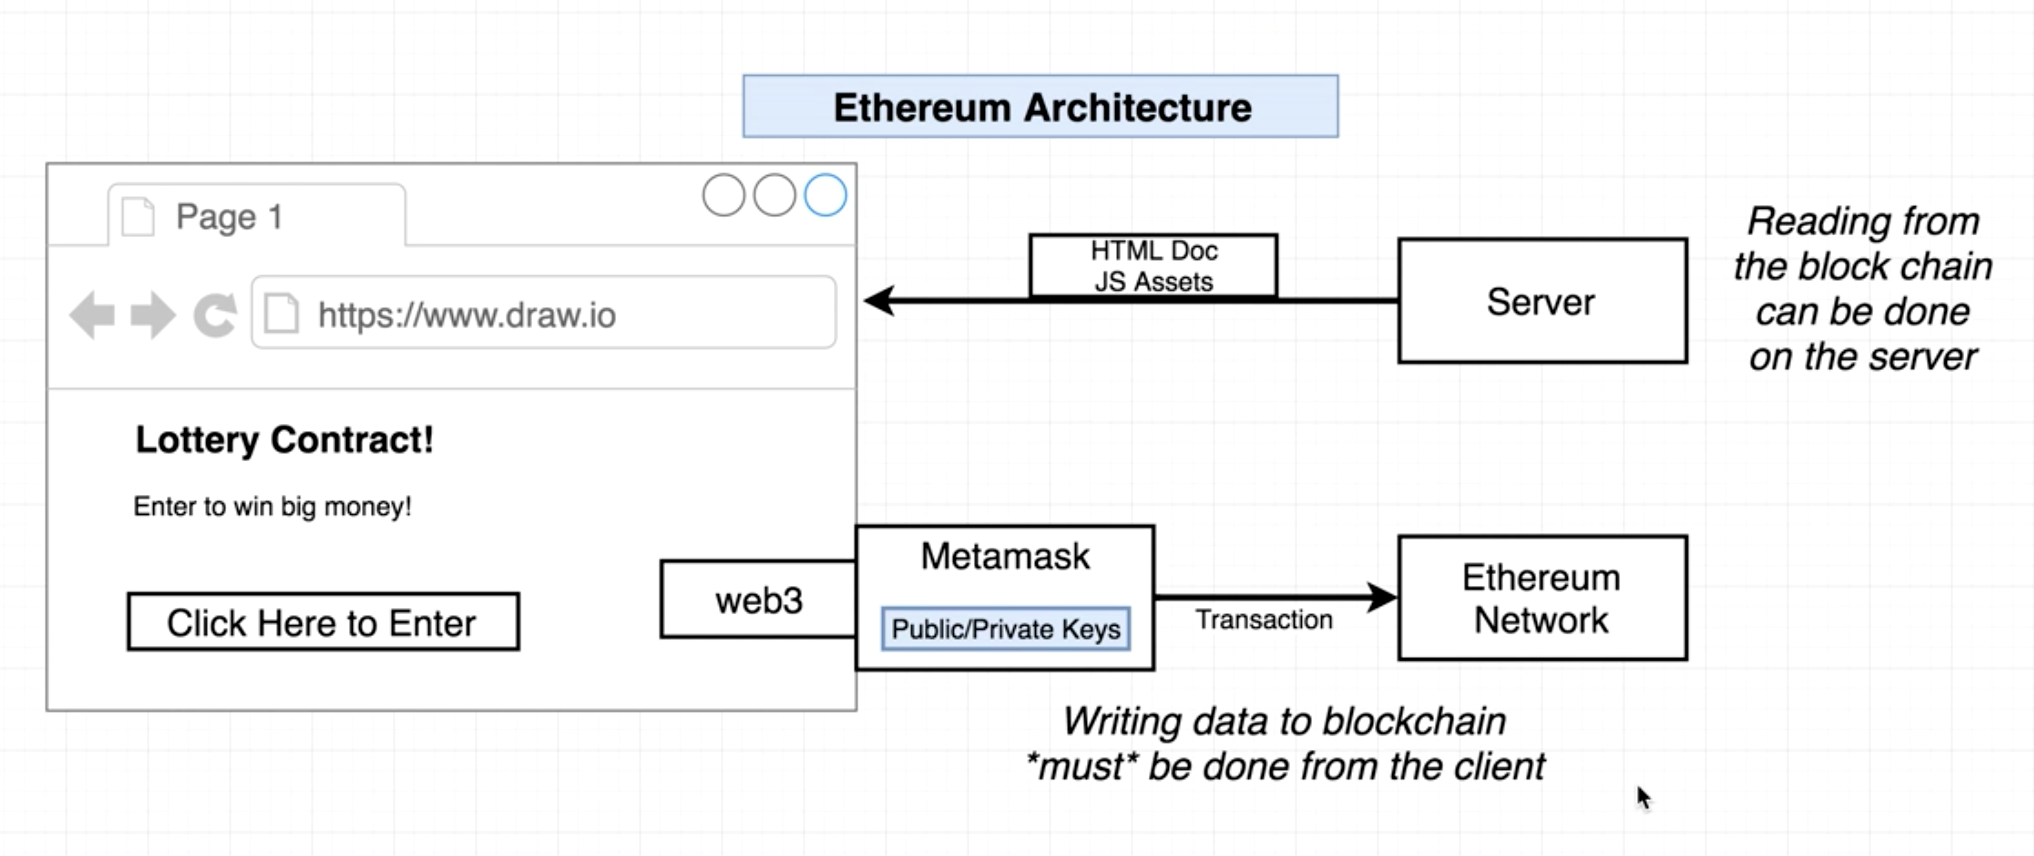 Ethereum Architecture
Page 1
https://www.draw.io
HTML Doc
JS Assets
Server
Reading from
the block chain
can be done
on the server
Lottery Contract!
Enter to win big money!
Click Here to Enter
web3
Metamask
Public/Private Keys
Transaction
Ethereum
Network
Writing data to blockchain
*must* be done from the client